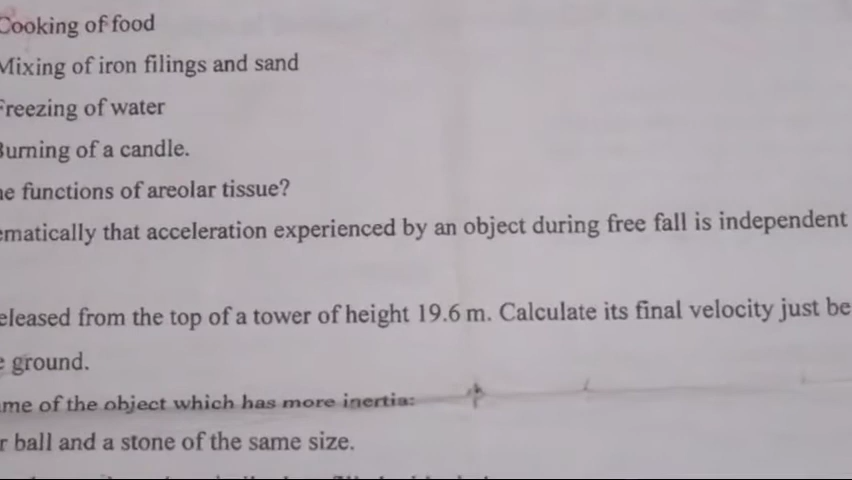 Cooking of food
Mixing of iron filings and sand
Freezing of water
Burning of a candle.
functions of areolar tissue?
that acceleration experienced by an object during free fall is independent
from the top of a tower of height 19.6 m. Calculate its final velocity just
ground.
of the object which has more inertia:
ball and a stone of the same size.